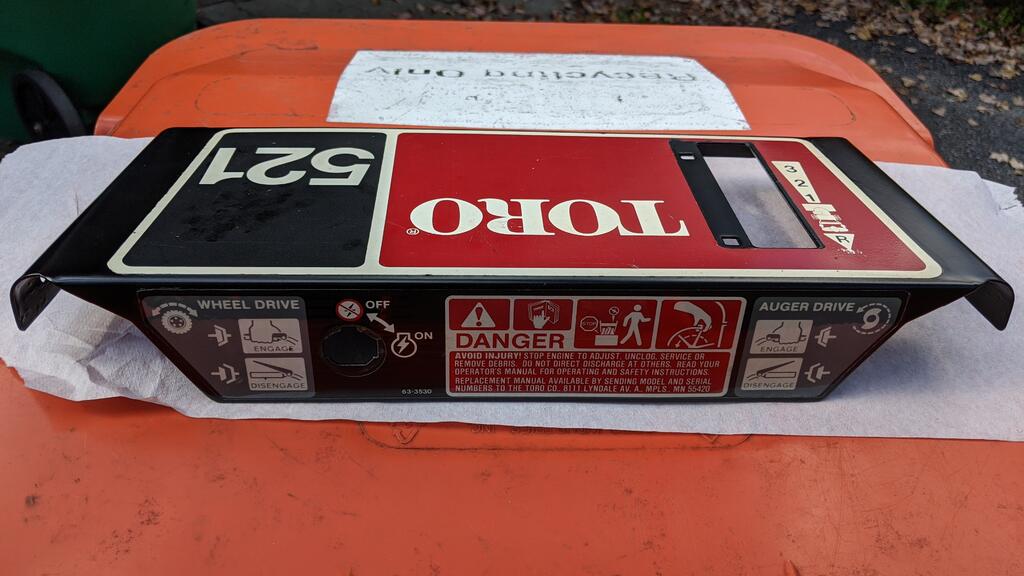 Recycling Only
521
TORO®
3 2 1 N R
WHEEL DRIVE
ENGAGE
DISENGAGE
OFF
ON
63-3530
STOP
DANGER
AVOID INJURY! STOP ENGINE TO ADJUST, UNCLOG, SERVICE OR
REMOVE DEBRIS. DO NOT DIRECT DISCHARGE AT OTHERS. READ YOUR
OPERATOR'S MANUAL FOR OPERATING AND SAFETY INSTRUCTIONS.
REPLACEMENT MANUAL AVAILABLE BY SENDING MODEL AND SERIAL
NUMBERS TO THE TORO CO. 8111 LYNDALE AV. A., MPLS. MN 55420
AUGER DRIVE
ENGAGE
DISENGAGE